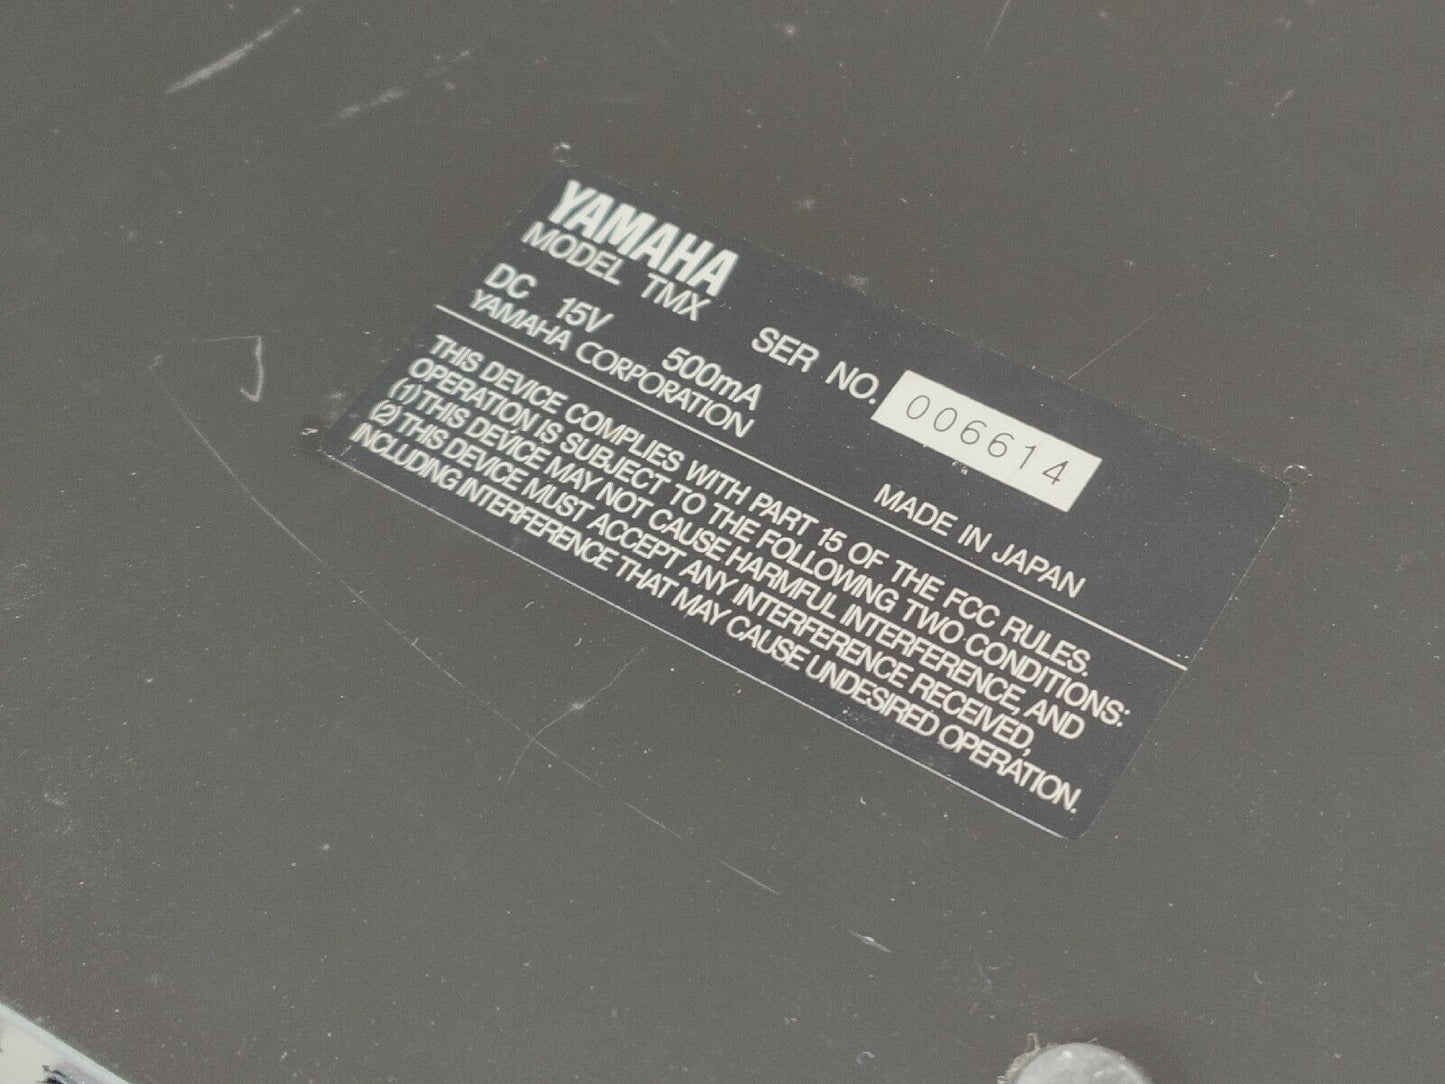 YAMAHA
MODEL TMX
DC 15V 500mA
SER NO. 006614
YAMAHA CORPORATION
MADE IN JAPAN
THIS DEVICE COMPLIES WITH PART 15 OF THE FCC RULES.
OPERATION IS SUBJECT TO THE FOLLOWING TWO CONDITIONS:
(1) THIS DEVICE MAY NOT CAUSE HARMFUL INTERFERENCE, AND
(2) THIS DEVICE MUST ACCEPT ANY INTERFERENCE RECEIVED,
INCLUDING INTERFERENCE THAT MAY CAUSE UNDESIRED OPERATION.